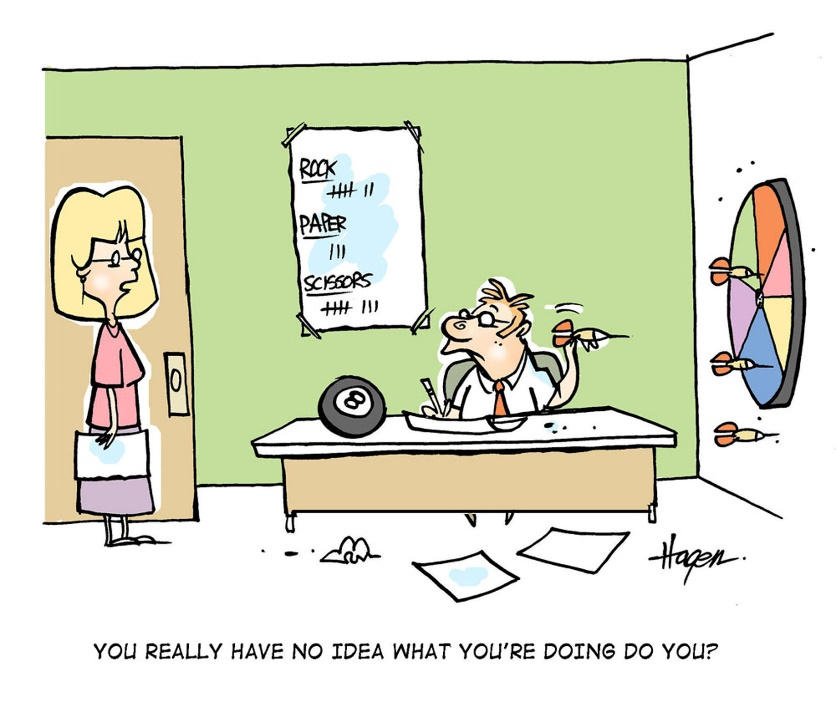 ROCK
PAPER
SCISSORS
8
Hagen.
YOU REALLY HAVE NO IDEA WHAT YOU'RE DOING DO YOU?